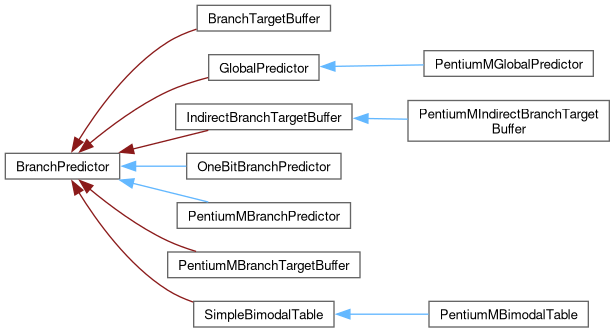 BranchTargetBuffer
GlobalPredictor
PentiumMGlobalPredictor
IndirectBranchTargetBuffer
PentiumMIndirectBranchTarget
Buffer
BranchPredictor
OneBitBranchPredictor
PentiumMBranchPredictor
PentiumMBranchTargetBuffer
SimpleBimodalTable
PentiumMBimodalTable